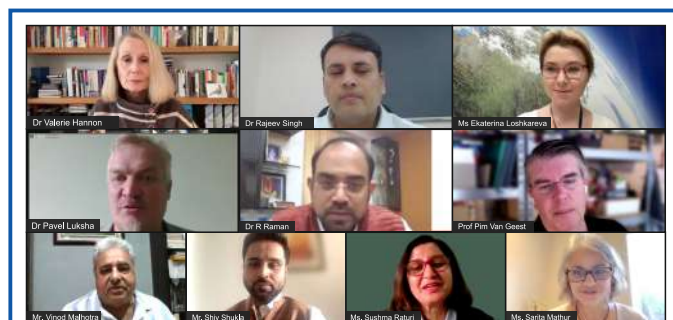 Dr Valerie Hannon
Dr Rajeev Singh
Ms Ekaterina Loshkareva
Dr Pavel Luksha
Dr R Raman
Prof Pim Van Geest
Mr. Vinod Malhotra
Mr. Shiv Shukla
Ms. Sushma Raturi
Ms. Sarita Mathur